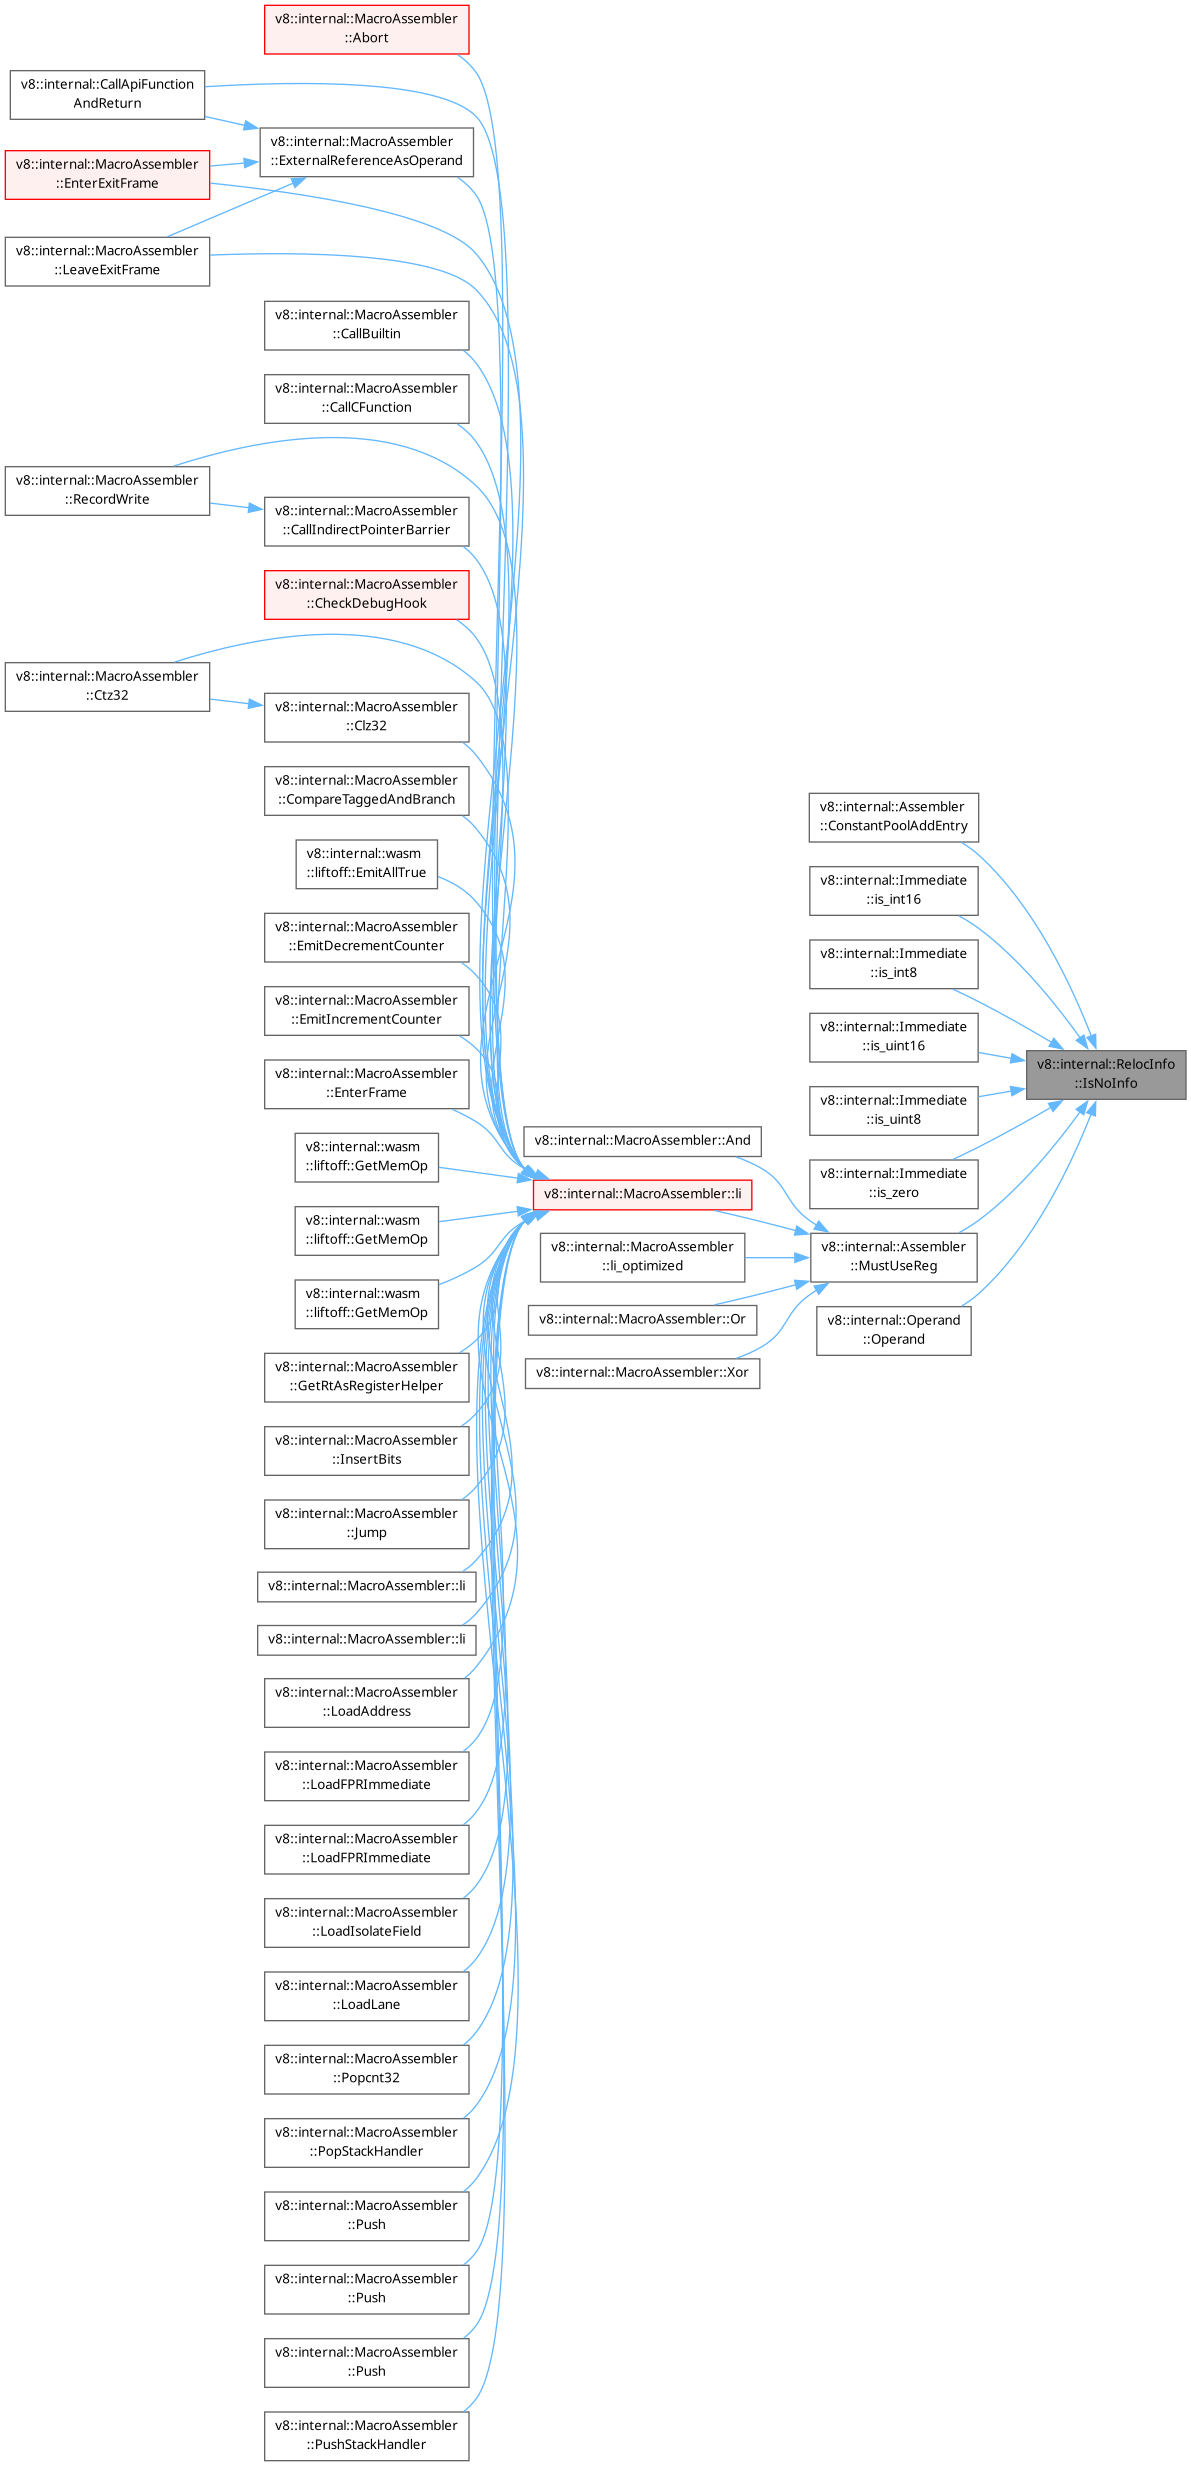 v8::internal::MacroAssembler
::Abort
v8::internal::CallApiFunction
AndReturn
v8::internal::MacroAssembler
::ExternalReferenceAsOperand
v8::internal::MacroAssembler
::EnterExitFrame
v8::internal::MacroAssembler
::LeaveExitFrame
v8::internal::MacroAssembler
::CallBuiltin
v8::internal::MacroAssembler
::CallCFunction
v8::internal::MacroAssembler
::RecordWrite
v8::internal::MacroAssembler
::CallIndirectPointerBarrier
v8::internal::MacroAssembler
::CheckDebugHook
v8::internal::MacroAssembler
::Ctz32
v8::internal::MacroAssembler
::Clz32
v8::internal::MacroAssembler
::CompareTaggedAndBranch
v8::internal::wasm
::liftoff::EmitAllTrue
v8::internal::MacroAssembler
::EmitDecrementCounter
v8::internal::MacroAssembler
::EmitIncrementCounter
v8::internal::MacroAssembler
::EnterFrame
v8::internal::wasm
::liftoff::GetMemOp
v8::internal::wasm
::liftoff::GetMemOp
v8::internal::wasm
::liftoff::GetMemOp
v8::internal::MacroAssembler
::GetRtAsRegisterHelper
v8::internal::MacroAssembler
::InsertBits
v8::internal::MacroAssembler
::Jump
v8::internal::MacroAssembler::li
v8::internal::MacroAssembler::li
v8::internal::MacroAssembler
::LoadAddress
v8::internal::MacroAssembler
::LoadFPRImmediate
v8::internal::MacroAssembler
::LoadFPRImmediate
v8::internal::MacroAssembler
::LoadIsolateField
v8::internal::MacroAssembler
::LoadLane
v8::internal::MacroAssembler
::Popcnt32
v8::internal::MacroAssembler
::PopStackHandler
v8::internal::MacroAssembler
::Push
v8::internal::MacroAssembler
::Push
v8::internal::MacroAssembler
::Push
v8::internal::MacroAssembler
::PushStackHandler
v8::internal::MacroAssembler::And
v8::internal::MacroAssembler::li
v8::internal::MacroAssembler
::li_optimized
v8::internal::MacroAssembler::Or
v8::internal::MacroAssembler::Xor
v8::internal::Assembler
::ConstantPoolAddEntry
v8::internal::Immediate
::is_int16
v8::internal::Immediate
::is_int8
v8::internal::Immediate
::is_uint16
v8::internal::Immediate
::is_uint8
v8::internal::Immediate
::is_zero
v8::internal::Assembler
::MustUseReg
v8::internal::Operand
::Operand
v8::internal::RelocInfo
::IsNoInfo